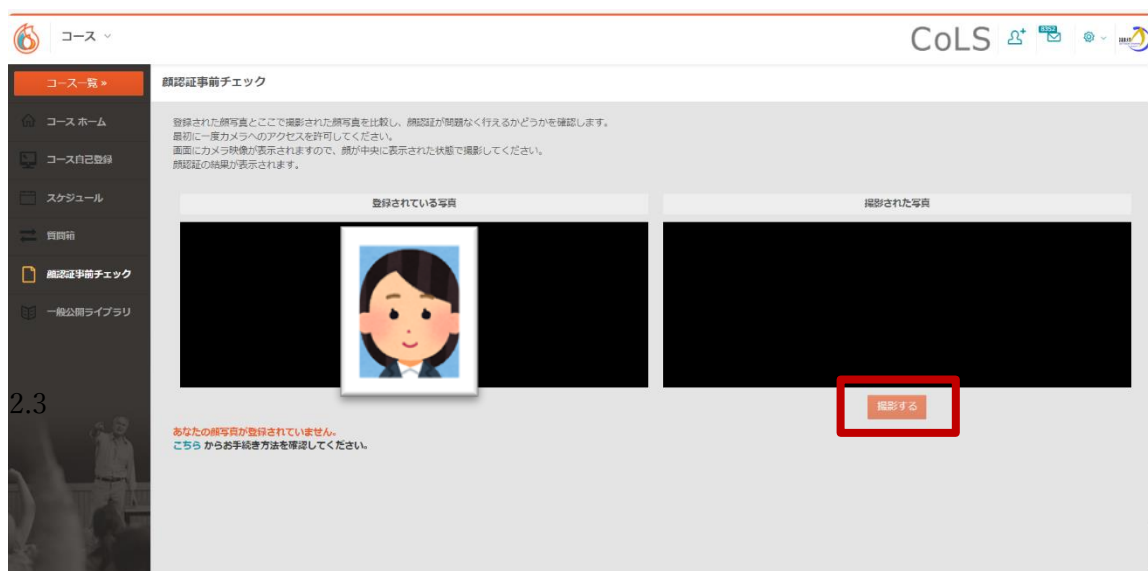 コース
CoLS
コース一覧 »
顔認証事前チェック
コース ホーム
コース自己登録
スケジュール
質問箱
顔認証事前チェック
一般公開ライブラリ
登録された顔写真とここで撮影された顔写真を比較し、顔認証が問題なく行えるかどうかを確認します。
最初に一度カメラへのアクセスを許可してください。
画面にカメラ映像が表示されますので、顔が中央に表示された状態で撮影してください。
顔認証の結果が表示されます。
登録されている写真
撮影された写真
撮影する
2.3
あなたの顔写真が登録されていません。
こちら からお手続き方法を確認してください。